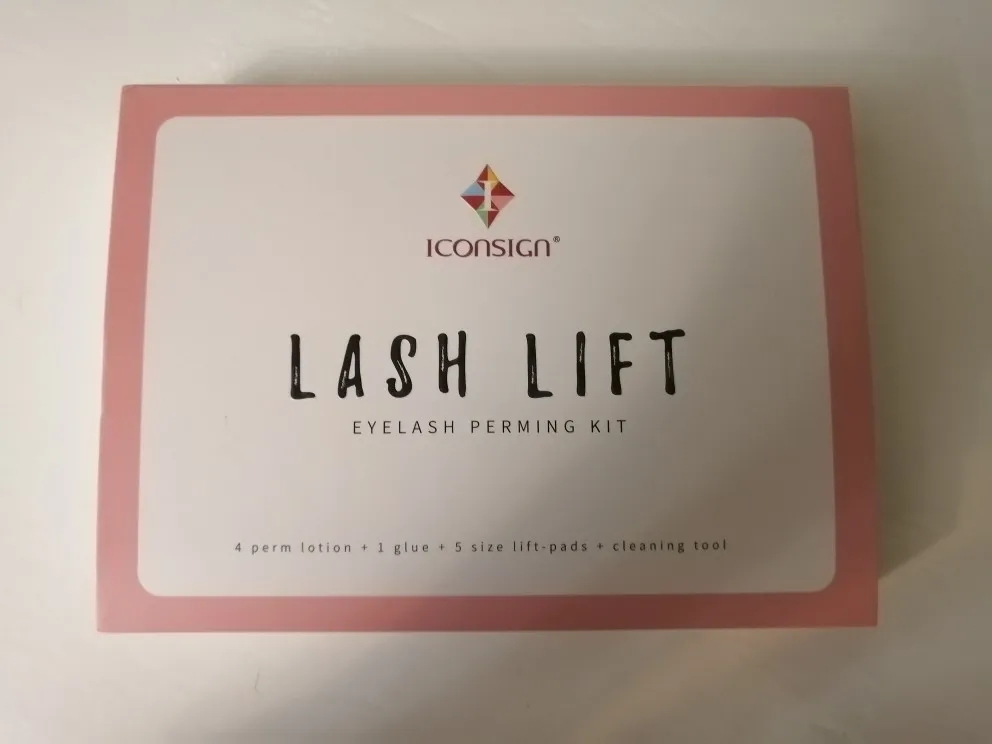 I
ICONSIGN®
LASH LIFT
EYELASH PERMING KIT
4 perm lotion + 1 glue + 5 size lift-pads + cleaning tool